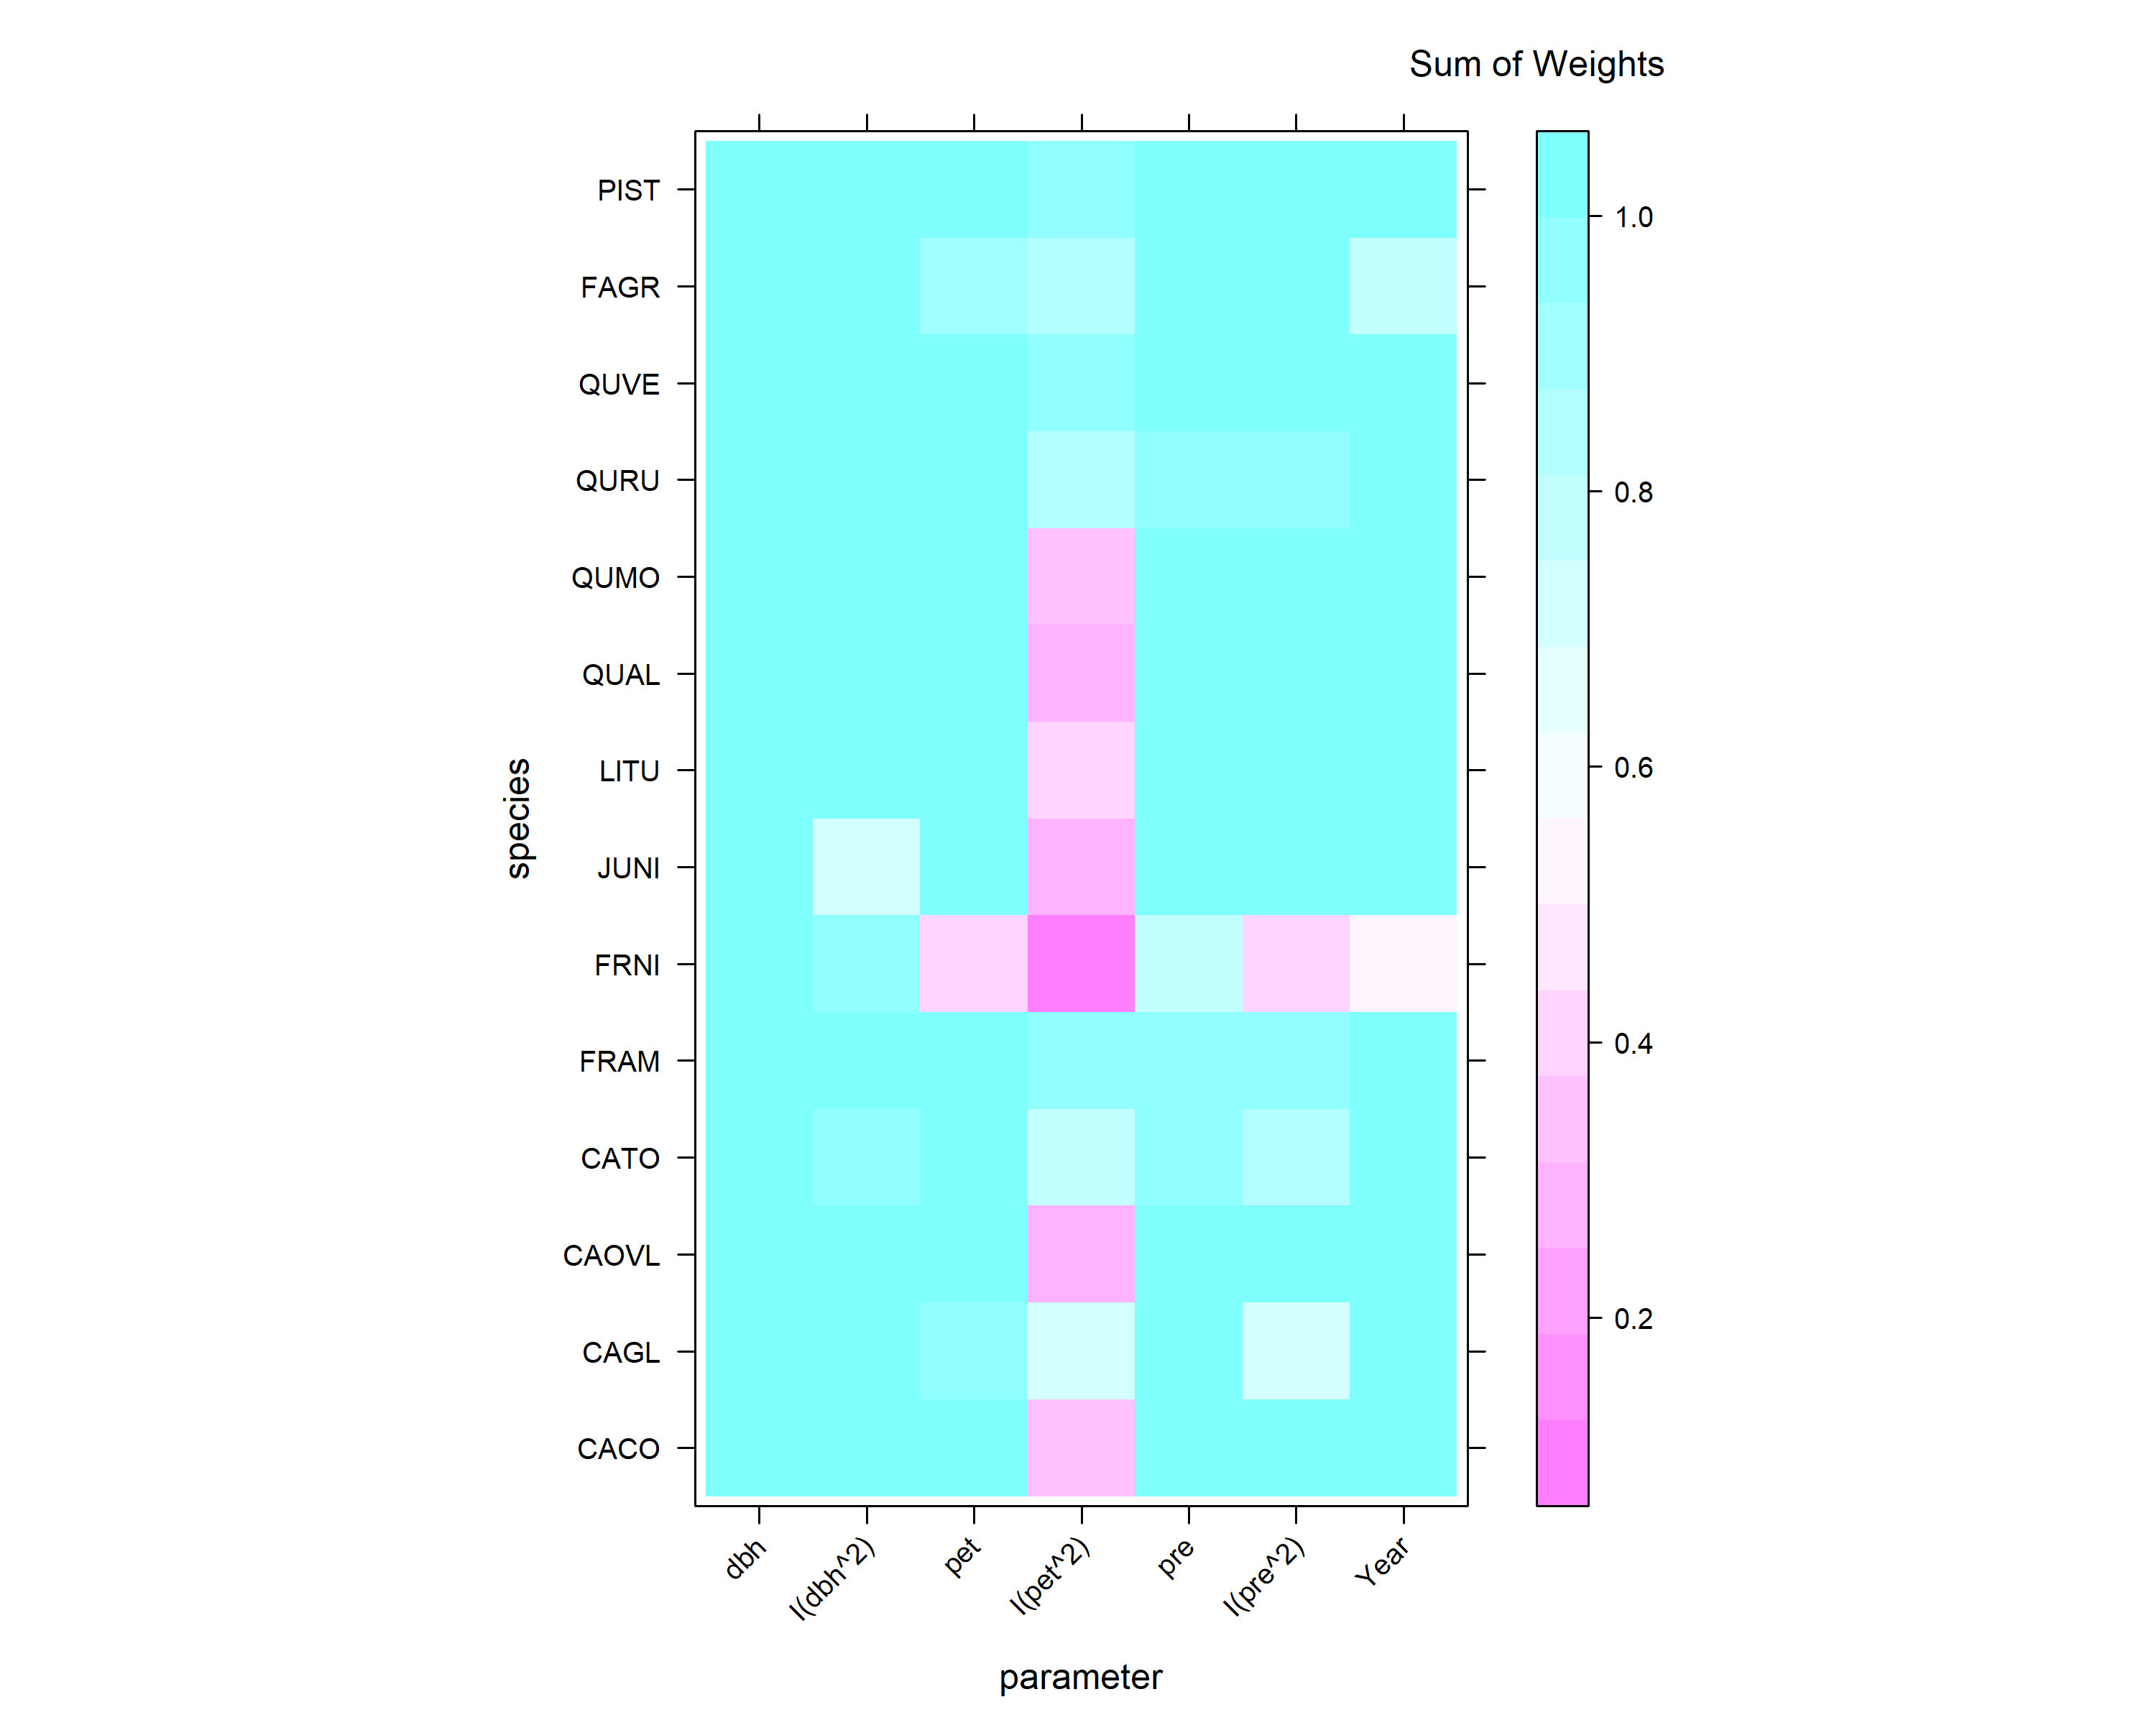 Sum of Weights
PIST
FAGR
QUVE
QURU
QUMO
QUAL
LITU
JUNI
FRNI
FRAM
CATO
CAOVL
CAGL
CACO
species
1.0
0.8
0.6
0.4
0.2
dbh
I(dbh^2)
pet
I(pet^2)
pre
I(pre^2)
Year
parameter